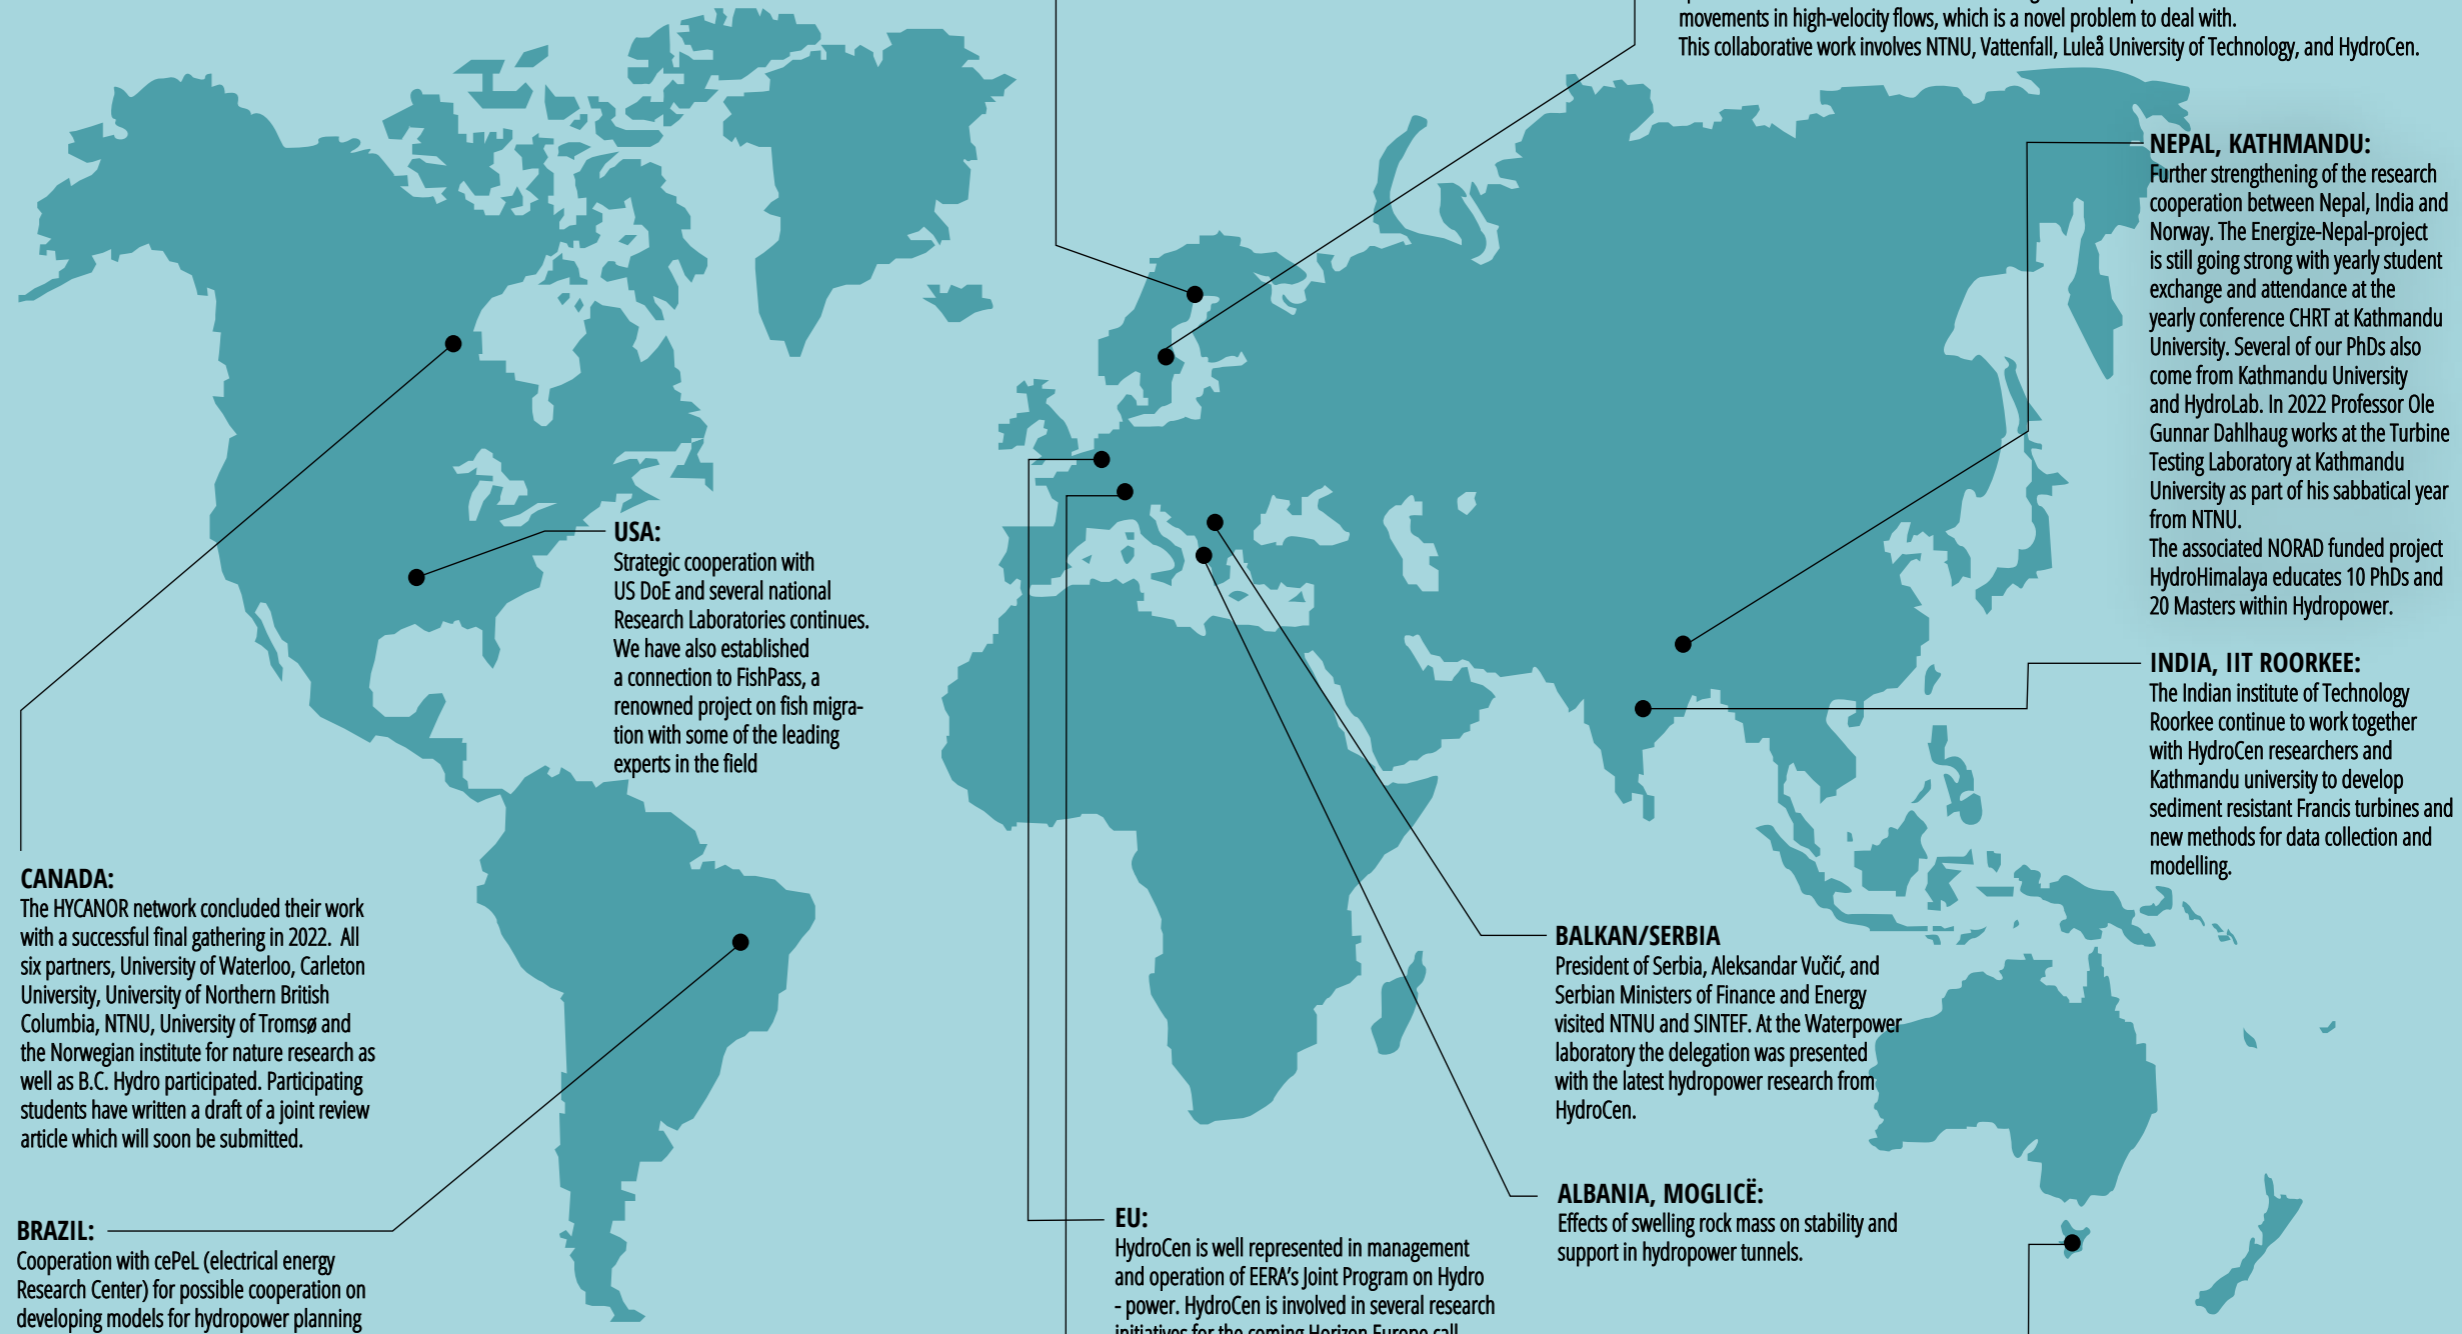 movements in high-velocity flows, which is a novel problem to deal with.
This collaborative work involves NTNU, Vattenfall, Luleå University of Technology, and HydroCen.
NEPAL, KATHMANDU:
Further strengthening of the research
cooperation between Nepal, India and
Norway. The Energize-Nepal-project
is still going strong with yearly student
exchange and attendance at the
yearly conference CHRT at Kathmandu
University. Several of our PhDs also
come from Kathmandu University
and HydroLab. In 2022 Professor Ole
Gunnar Dahlhaug works at the Turbine
Testing Laboratory at Kathmandu
University as part of his sabbatical year
from NTNU.
The associated NORAD funded project
HydroHimalaya educates 10 PhDs and
20 Masters within Hydropower.
USA:
Strategic cooperation with
US DoE and several national
Research Laboratories continues.
We have also established
a connection to FishPass, a
renowned project on fish migra-
tion with some of the leading
experts in the field
INDIA, IIT ROORKEE:
The Indian institute of Technology
Roorkee continue to work together
with HydroCen researchers and
Kathmandu university to develop
sediment resistant Francis turbines and
new methods for data collection and
modelling.
CANADA:
The HYCANOR network concluded their work
with a successful final gathering in 2022.  All
six partners, University of Waterloo, Carleton
University, University of Northern British
Columbia, NTNU, University of Tromsø and
the Norwegian institute for nature research as
well as B.C. Hydro participated. Participating
students have written a draft of a joint review
article which will soon be submitted.
BALKAN/SERBIA
President of Serbia, Aleksandar Vučić, and
Serbian Ministers of Finance and Energy
visited NTNU and SINTEF. At the Waterpower
laboratory the delegation was presented
with the latest hydropower research from
HydroCen.
ALBANIA, MOGLICË:
Effects of swelling rock mass on stability and
support in hydropower tunnels.
BRAZIL:
Cooperation with cePeL (electrical energy
Research Center) for possible cooperation on
developing models for hydropower planning
EU:
HydroCen is well represented in management
and operation of EERA's Joint Program on Hydro
- power. HydroCen is involved in several research
initiatives for the coming Horizon Europe call